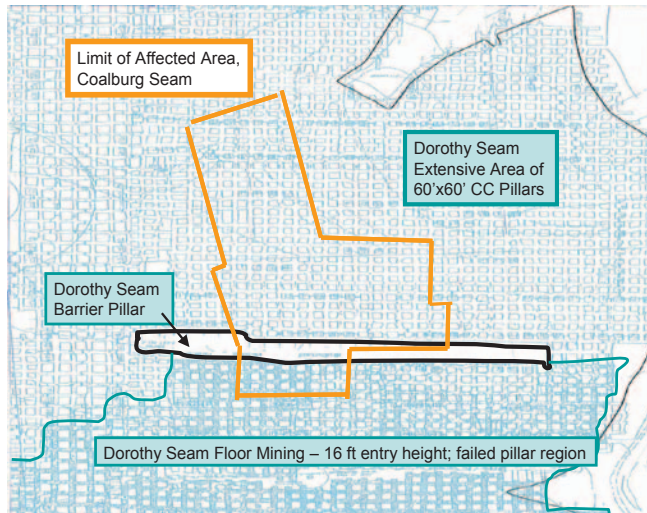 Limit of Affected Area,
Coalburg Seam
Dorothy Seam
Extensive Area of
60'x60' CC Pillars
Dorothy Seam
Barrier Pillar
Dorothy Seam Floor Mining – 16 ft entry height; failed pillar region